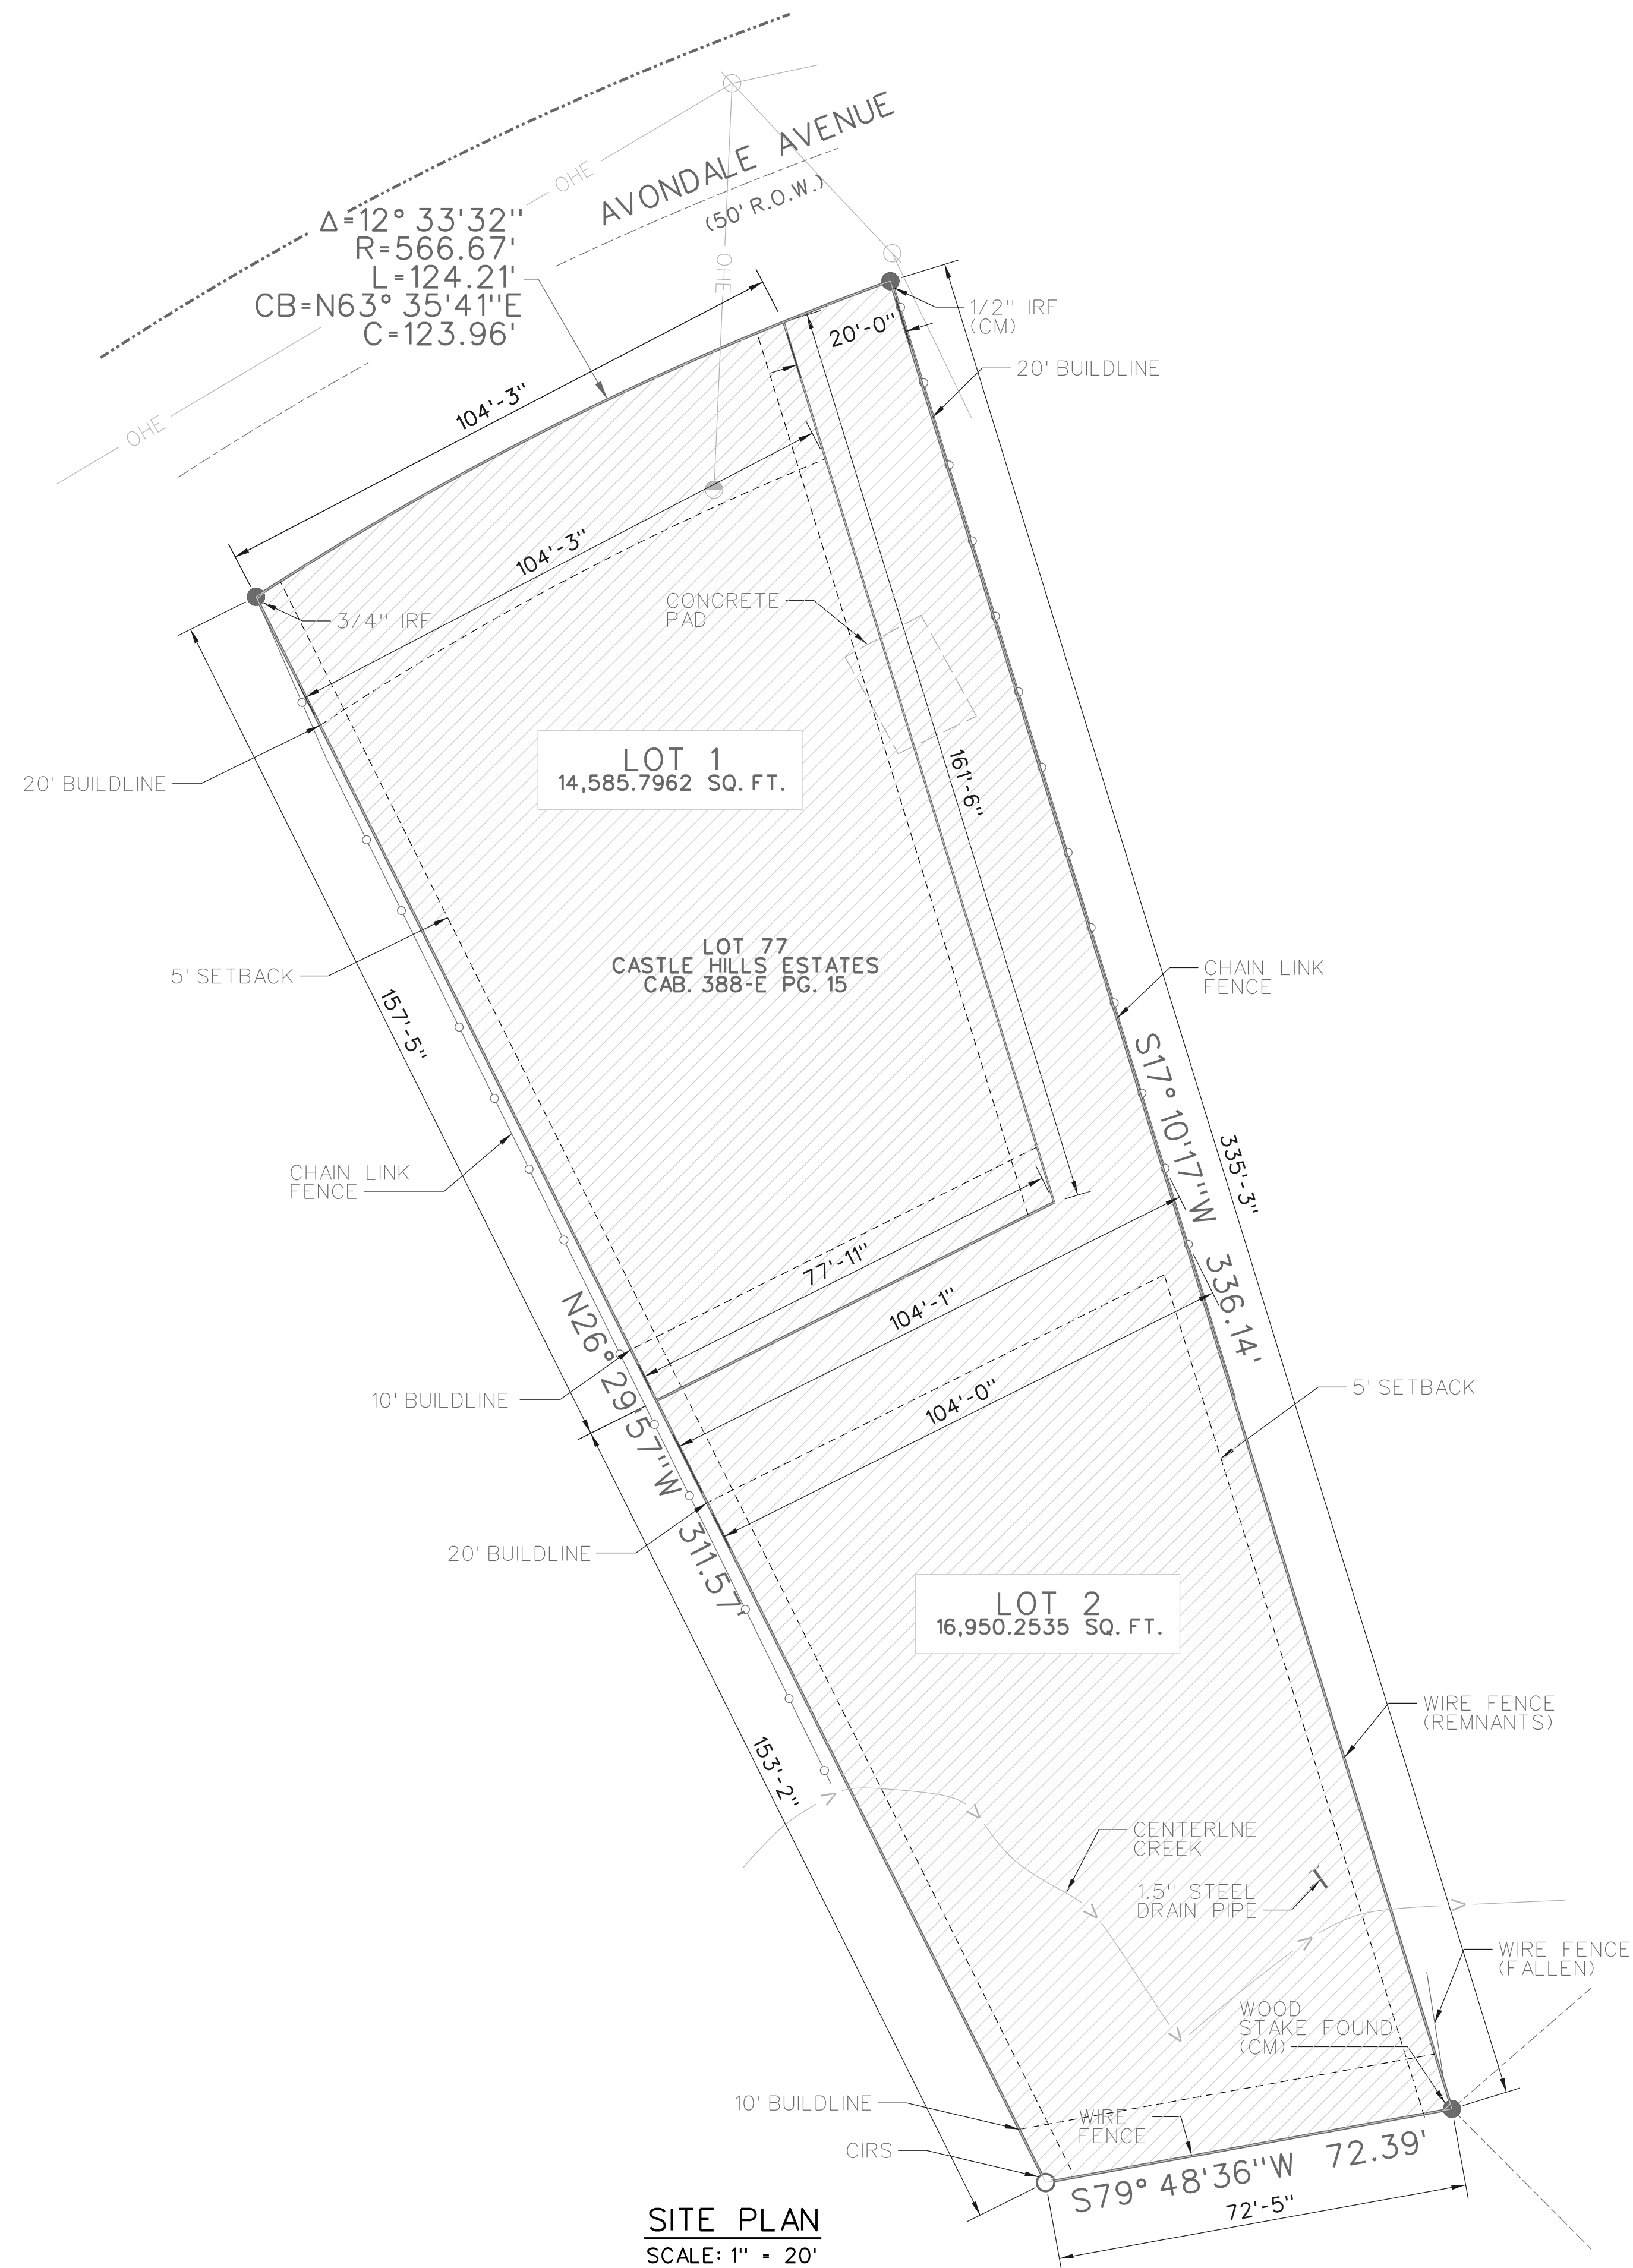 OHE
AVONDALE AVENUE
(50' R.O.W.)
Δ=12° 33'32"
R=566.67'
L=124.21'
CB=N63° 35'41"E
C=123.96'
OHE
OHE
1/2" IRF
(CM)
20'-0"
20' BUILDLINE
104'-3"
104'-3"
3/4" IRF
CONCRETE
PAD
LOT 1
14,585.7962 SQ. FT.
20' BUILDLINE
161'-6"
LOT 77
CASTLE HILLS ESTATES
CAB. 388-E PG. 15
5' SETBACK
157'-5"
CHAIN LINK
FENCE
S17° 10'17"W 336.14'
335'-3"
CHAIN LINK
FENCE
77'-11"
104'-1"
N26° 29'57"W 311.57'
10' BUILDLINE
104'-0"
5' SETBACK
20' BUILDLINE
LOT 2
16,950.2535 SQ. FT.
WIRE FENCE
(REMNANTS)
153'-2"
CENTERLNE
CREEK
1.5" STEEL
DRAIN PIPE
WIRE FENCE
(FALLEN)
WOOD
STAKE FOUND
(CM)
10' BUILDLINE
WIRE
FENCE
CIRS
S79° 48'36"W 72.39'
72'-5"
SITE PLAN
SCALE: 1" = 20'